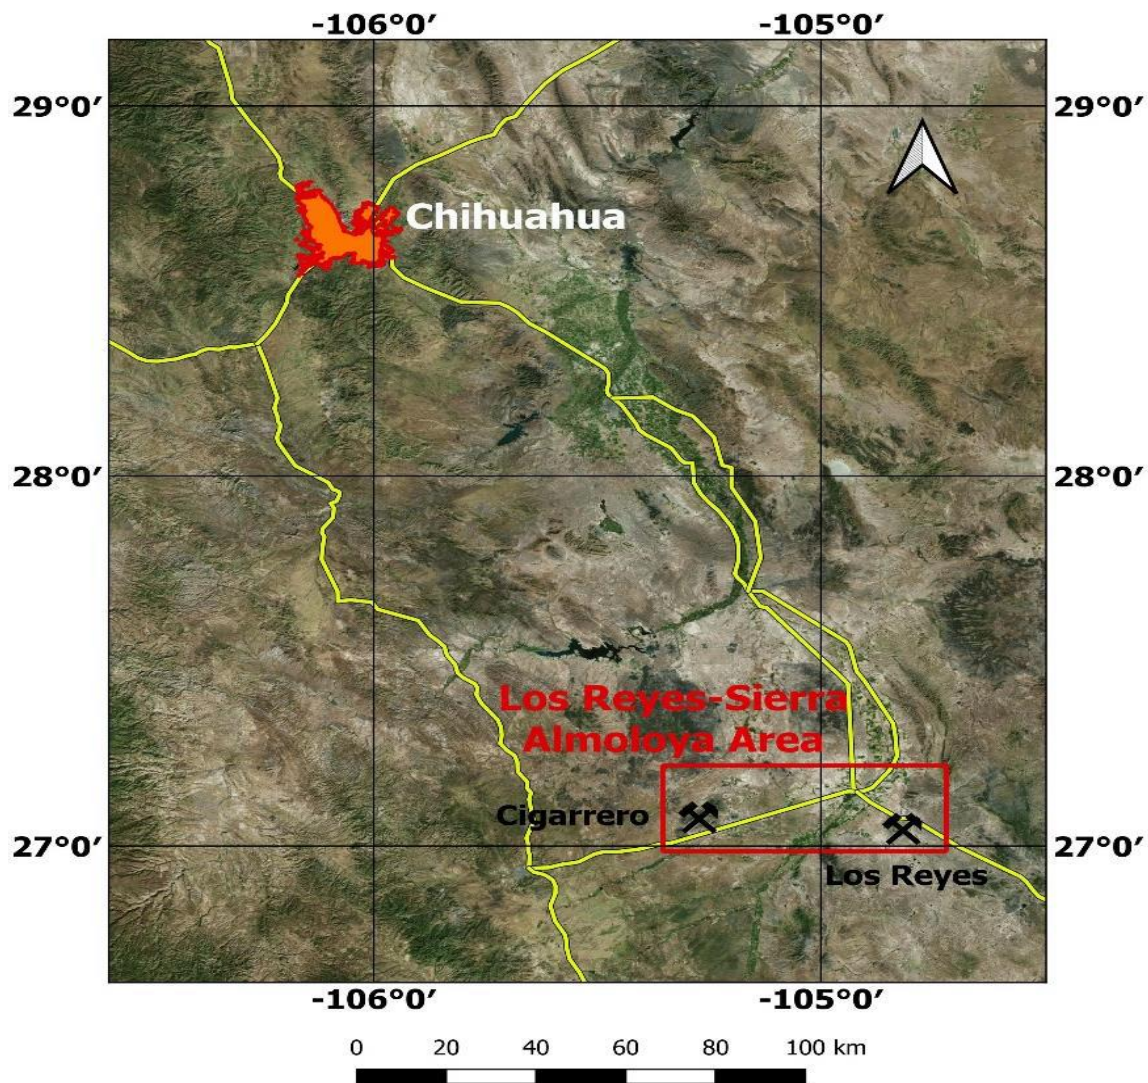 -106°0′ -105°0′
29°0′ 29°0′
Chihuahua
28°0′ 28°0′
Los Reyes-Sierra
Almoloya Area
Cigarrero
27°0′ 27°0′
Los Reyes
-106°0′ -105°0′
0 20 40 60 80 100 km